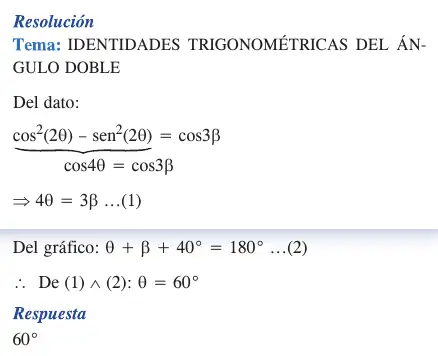 Resolución
Tema: IDENTIDADES TRIGONOMÉTRICAS DEL ÁN-
GULO DOBLE
Del dato:
cos²(2θ) – sen²(2θ) = cos3β
cos4θ = cos3β
⇒ 4θ = 3β ...(1)
Del gráfico: θ + β + 40° = 180° ...(2)
∴ De (1) ∧ (2): θ = 60°
Respuesta
60°